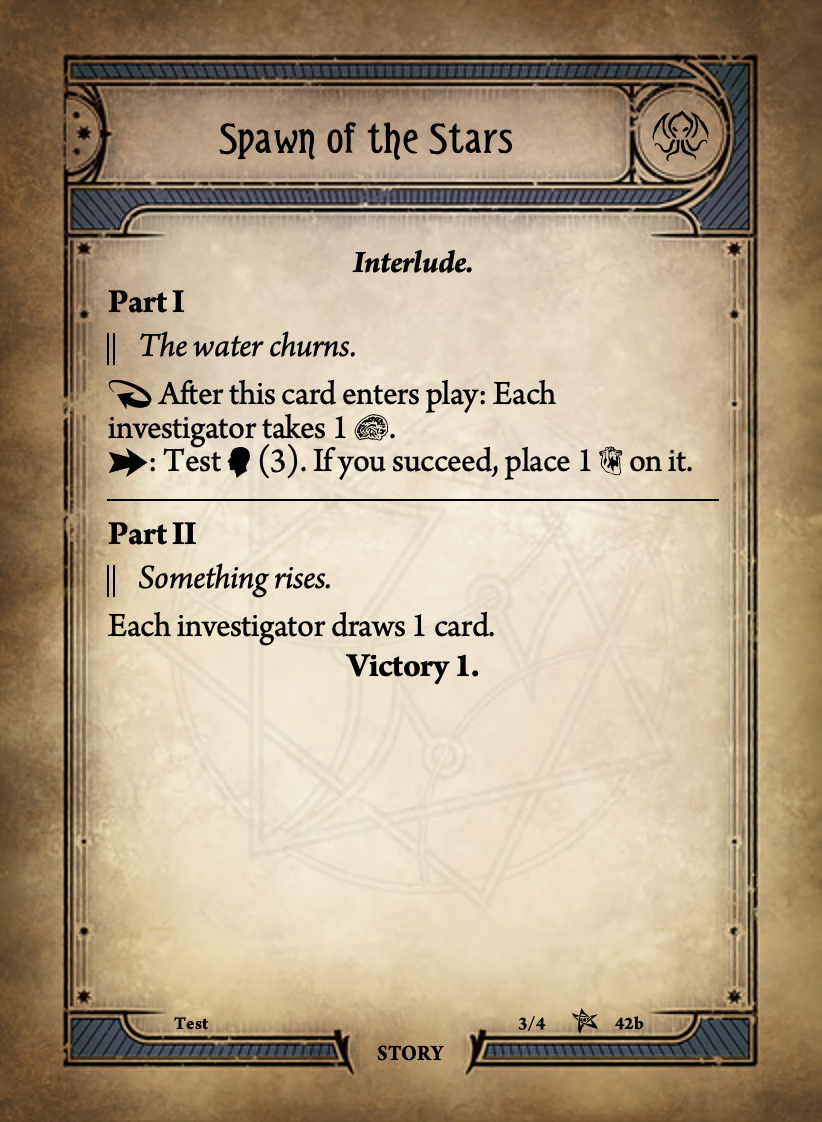 Spawn of the Stars
Interlude.
Part I
The water churns.
After this card enters play: Each
investigator takes 1 .
: Test (3). If you succeed, place 1 on it.
Part II
Something rises.
Each investigator draws 1 card.
Victory 1.
Test 3/4 42b
STORY